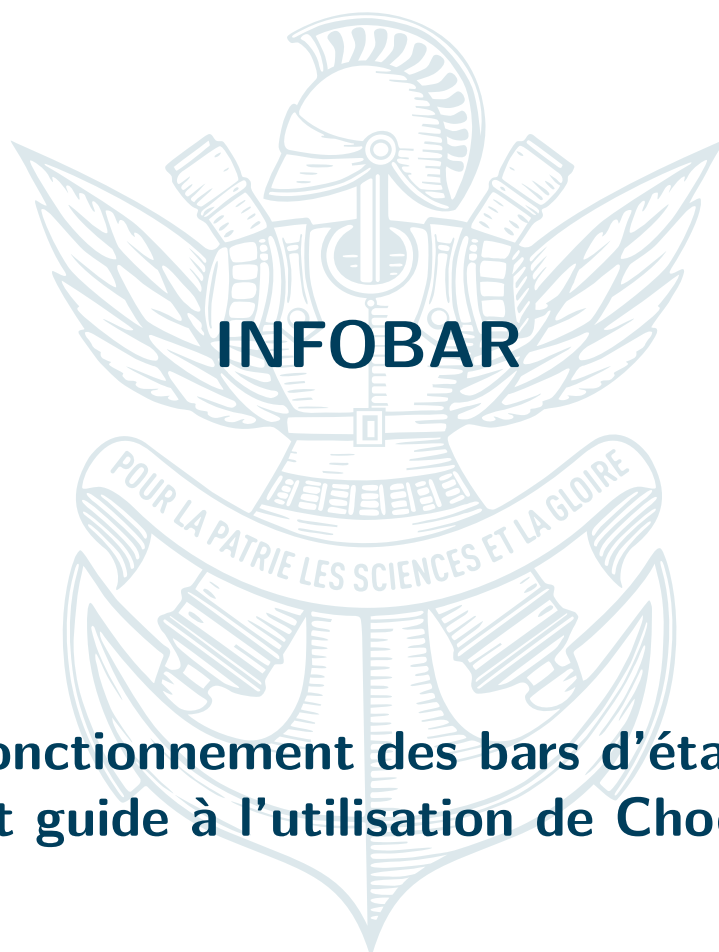 INFOBAR
POUR LA PATRIE LES SCIENCES ET LA GLOIRE
onctionnement des bars d'éta
t guide à l'utilisation de Cho